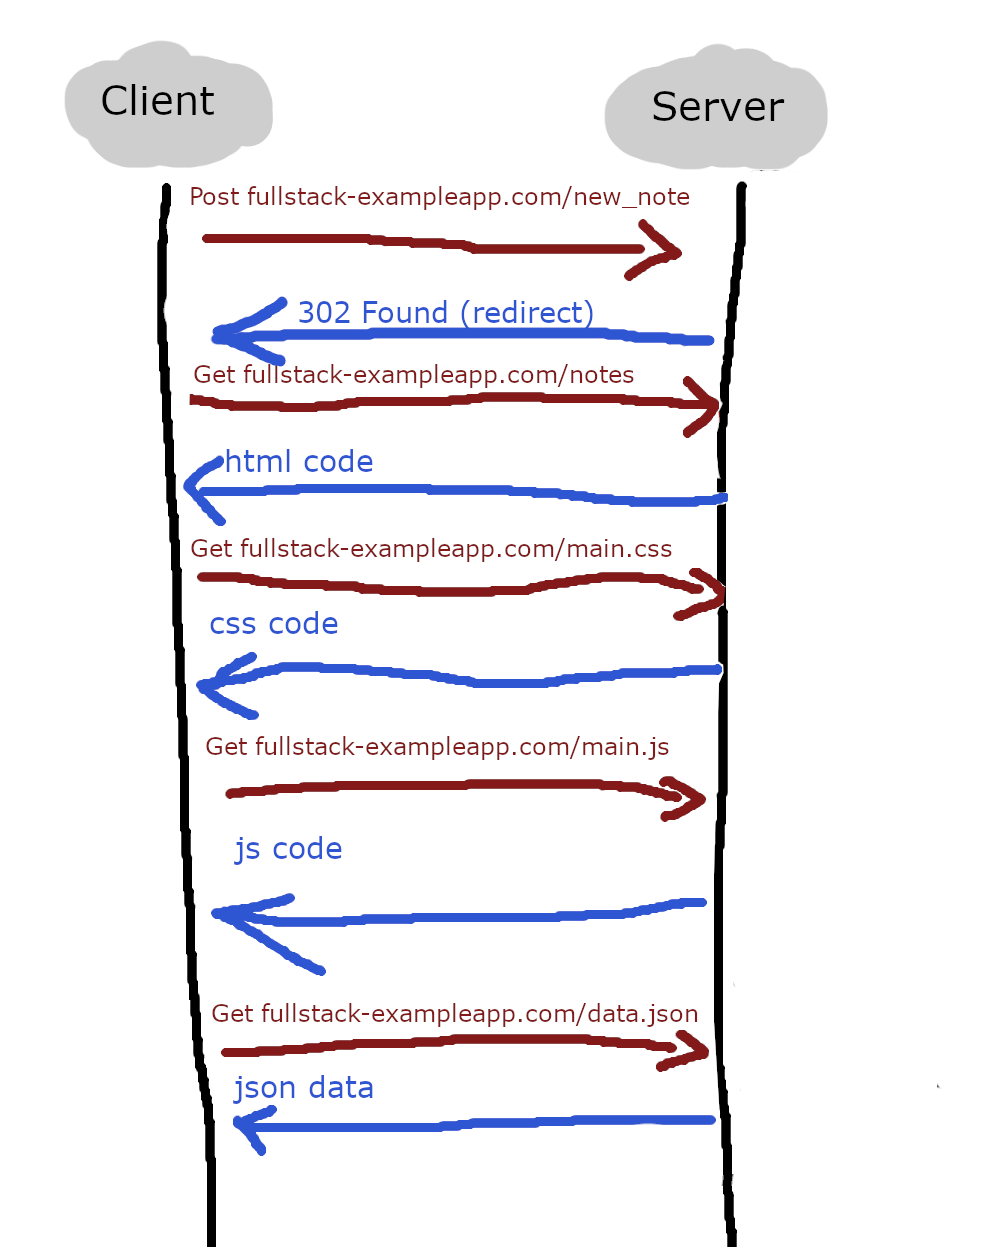 Client
Server
Post fullstack-exampleapp.com/new_note
302 Found (redirect)
Get fullstack-exampleapp.com/notes
html code
Get fullstack-exampleapp.com/main.css
css code
Get fullstack-exampleapp.com/main.js
js code
Get fullstack-exampleapp.com/data.json
json data